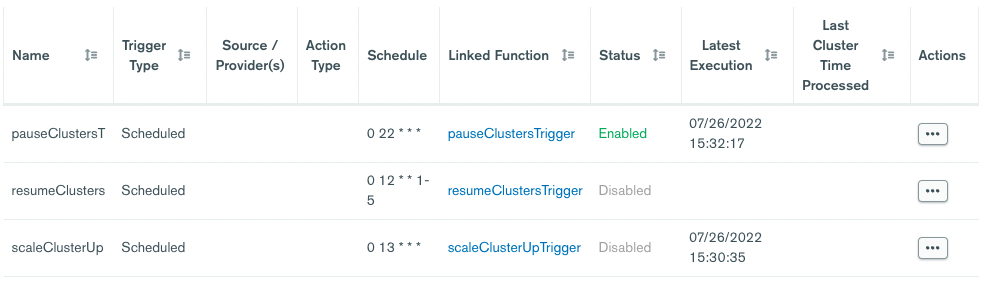 Name Trigger Type Source / Provider(s) Action Type Schedule Linked Function Status Latest Execution Last Cluster Time Processed Actions
pauseClustersT Scheduled 0 22 * * * pauseClustersTrigger Enabled 07/26/2022 15:32:17
resumeClusters Scheduled 0 12 * * 1-5 resumeClustersTrigger Disabled
scaleClusterUp Scheduled 0 13 * * * scaleClusterUpTrigger Disabled 07/26/2022 15:30:35